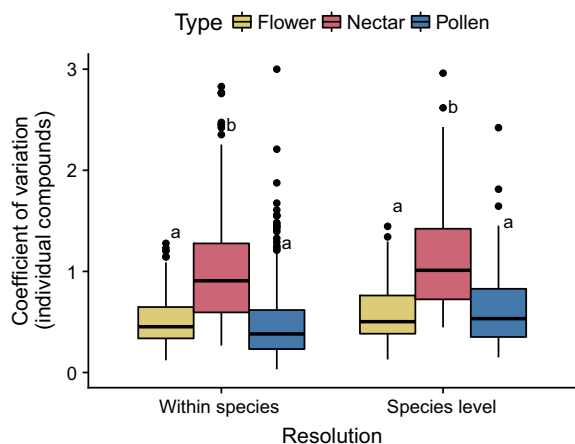 Type Flower Nectar Pollen
Coefficient of variation
(individual compounds)
3
2
1
0
a
b
a
a
b
a
Within species
Species level
Resolution